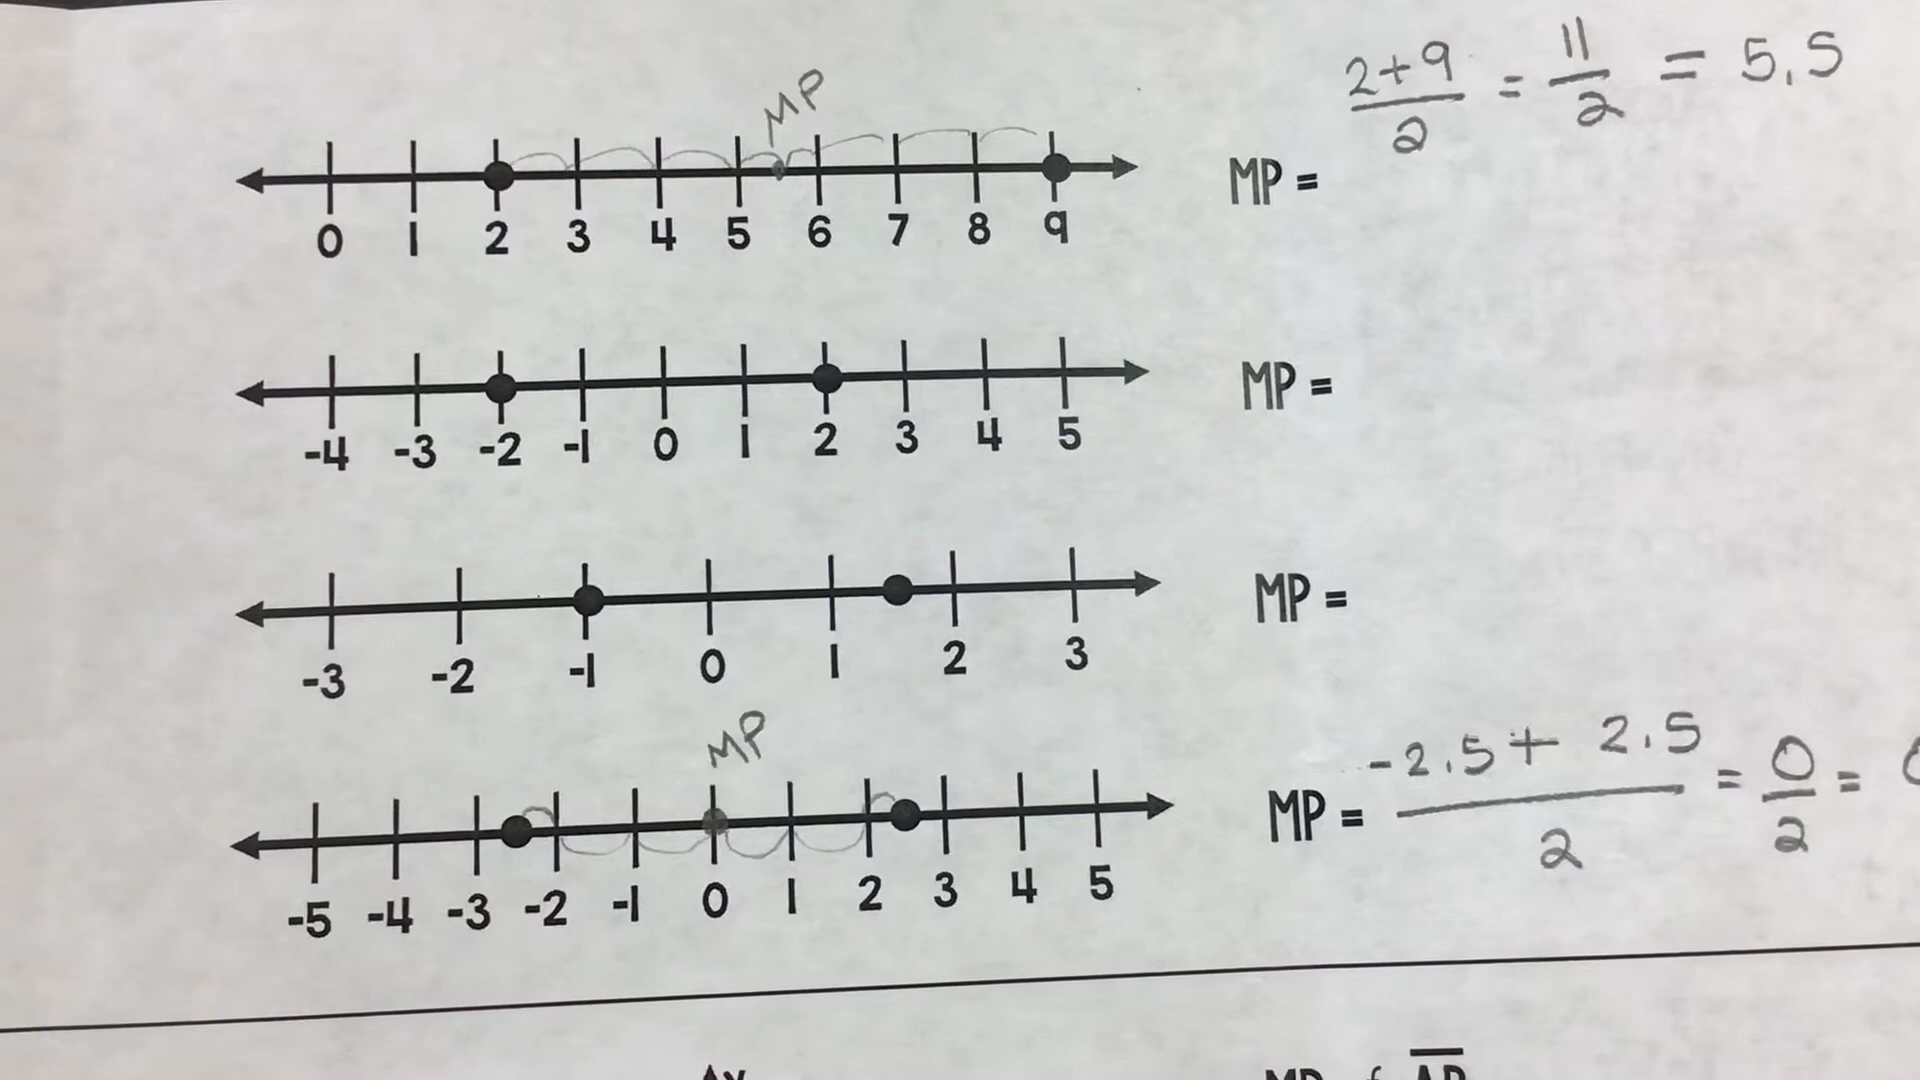 MP
2+9/2 = 11/2 = 5.5
MP =
0 1 2 3 4 5 6 7 8 9
MP =
-4 -3 -2 -1 0 1 2 3 4 5
MP =
-3 -2 -1 0 1 2 3
MP
MP = -2.5 + 2.5/2 = 0/2 =
-5 -4 -3 -2 -1 0 1 2 3 4 5